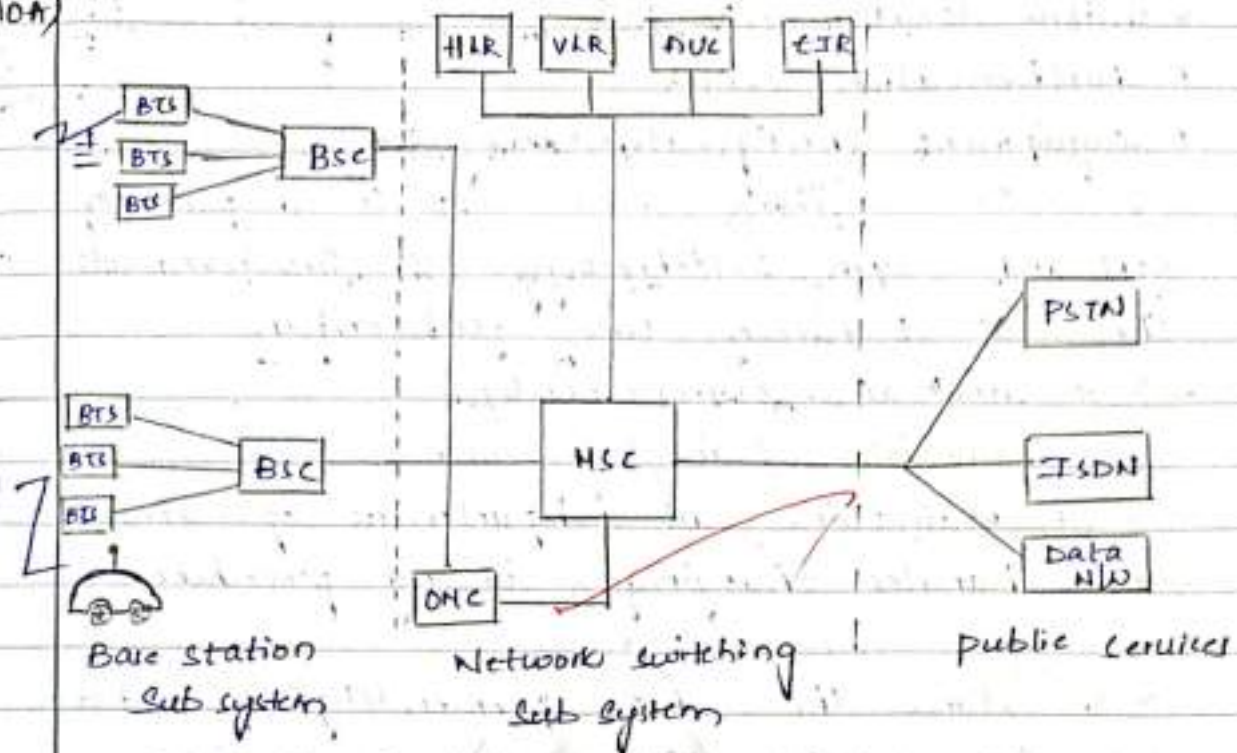 10A)
HLR VLR AUC EIR
BTS
BTS
BTS
BSC
PSTN
BTS
BTS
BTS
BSC
MSC
ISDN
OMC
Data
N/W
Base station
Sub system
Network switching
Sub system
public services